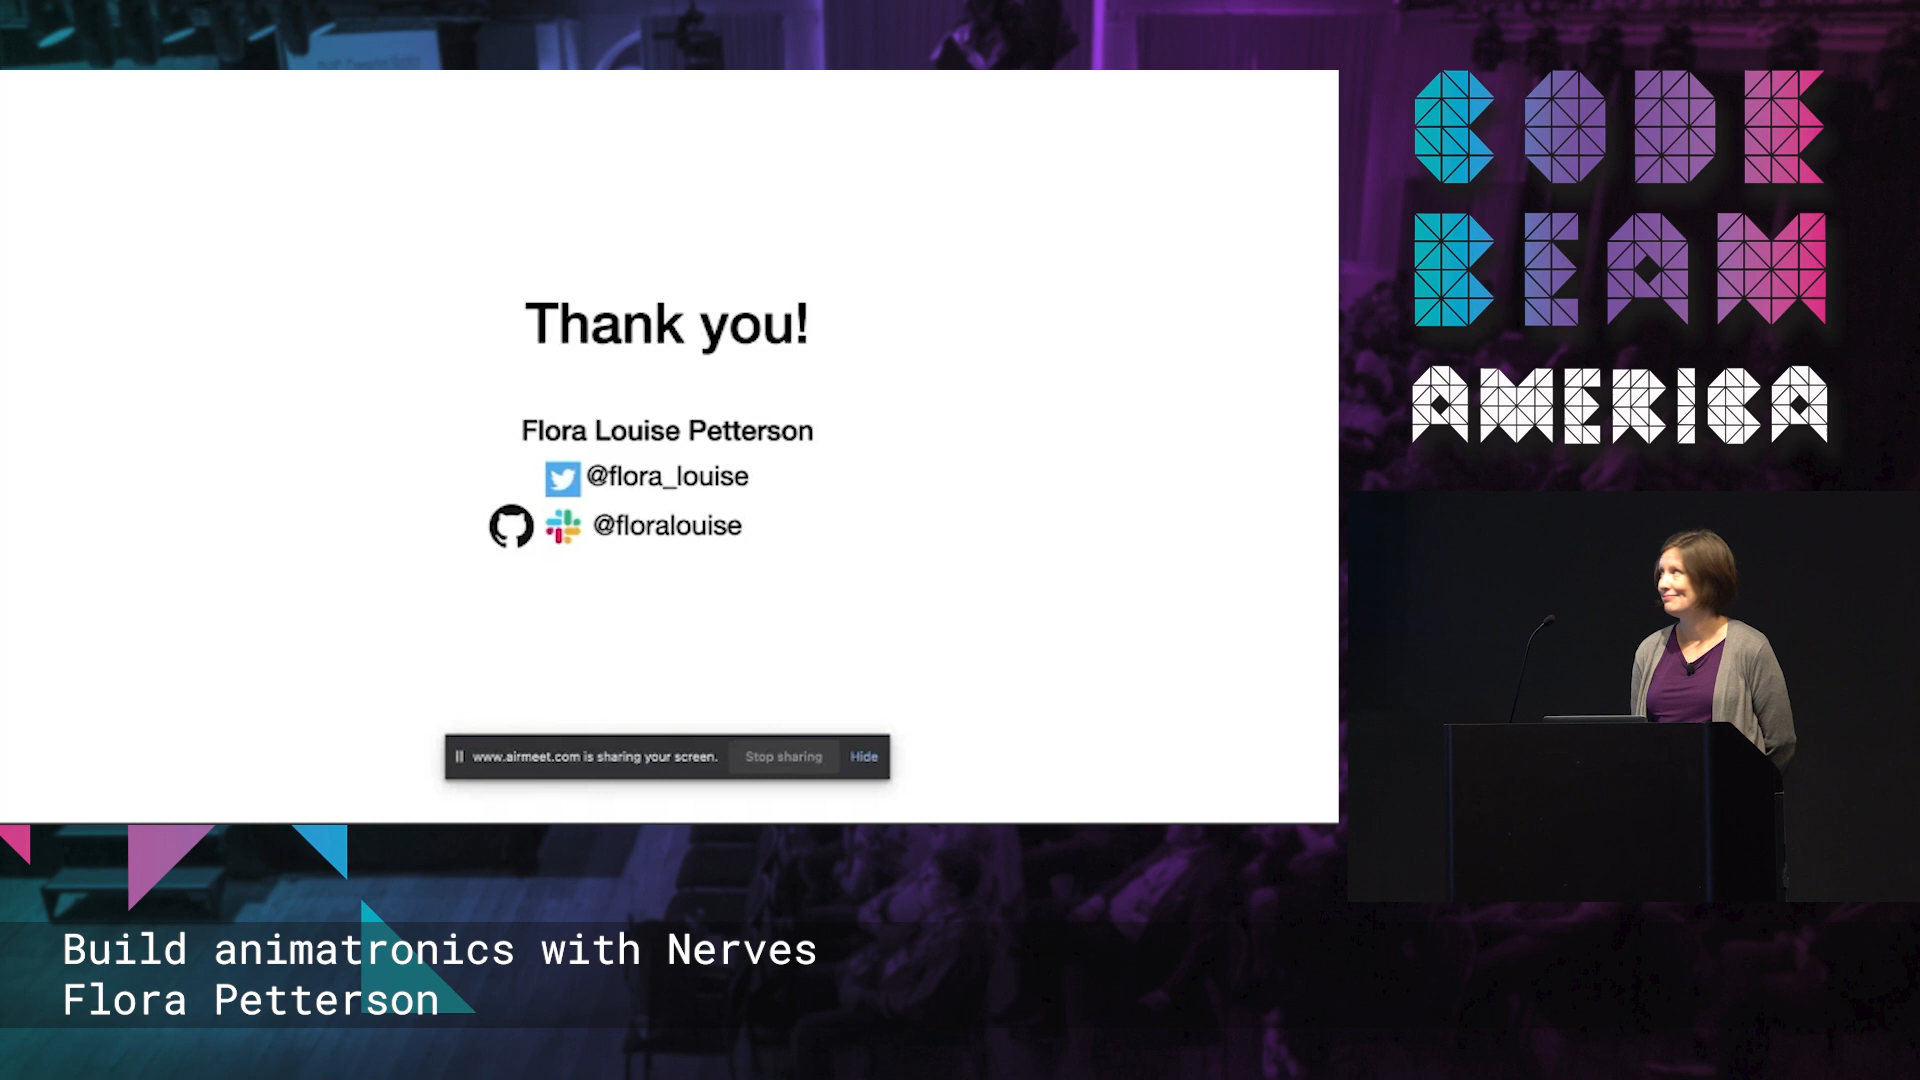 Thank you!
Flora Louise Petterson
@flora_louise
@floralouise
www.airmeet.com is sharing your screen. Stop sharing Hide
CODE
BEAM
AMERICA
Build animatronics with Nerves
Flora Petterson